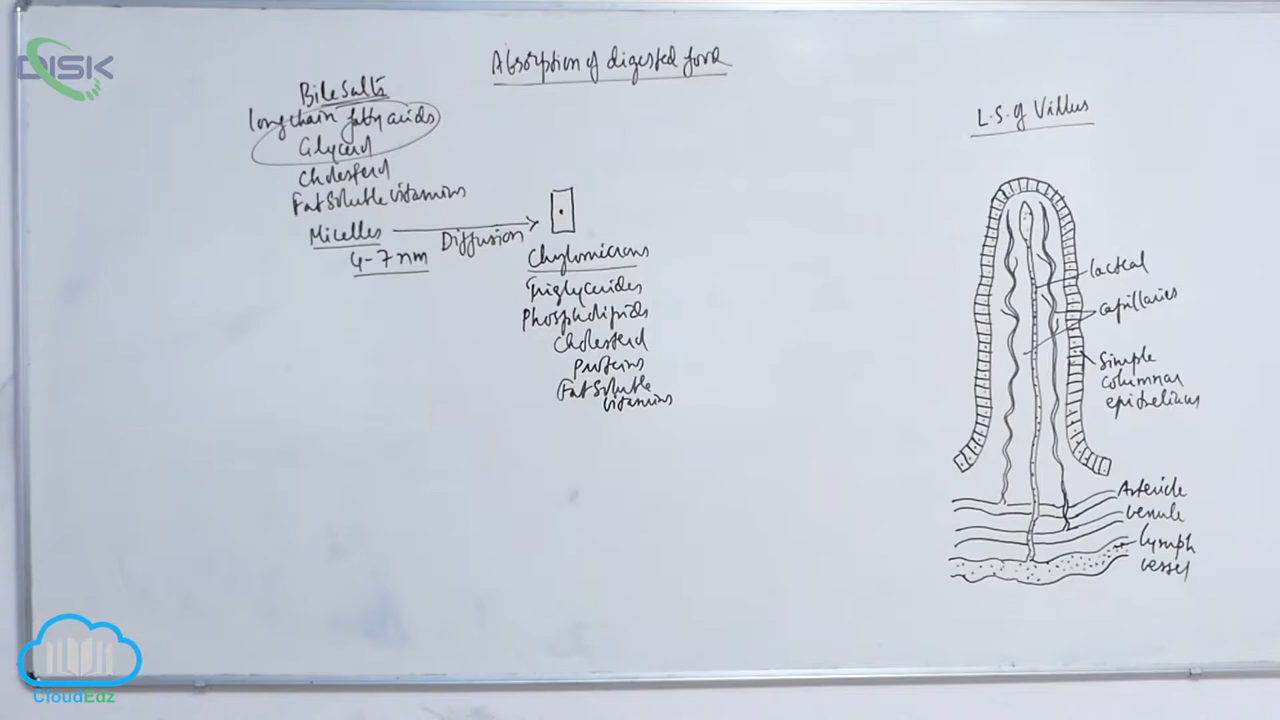 DISK
Absorption of digested food
Bile Salts
long chain fatty acids
Glycerol
Cholesterol
Fat Soluble vitamins
Micelles
Diffusion
4-7 nm
Chylomicrons
Triglycerides
Phospholipids
Cholesterol
Proteins
Fat Soluble
vitamins
L.S. of Villus
lacteal
capillaries
Simple
columnar
epithelium
Arteriole
venule
lymph
vessel
CloudEdz